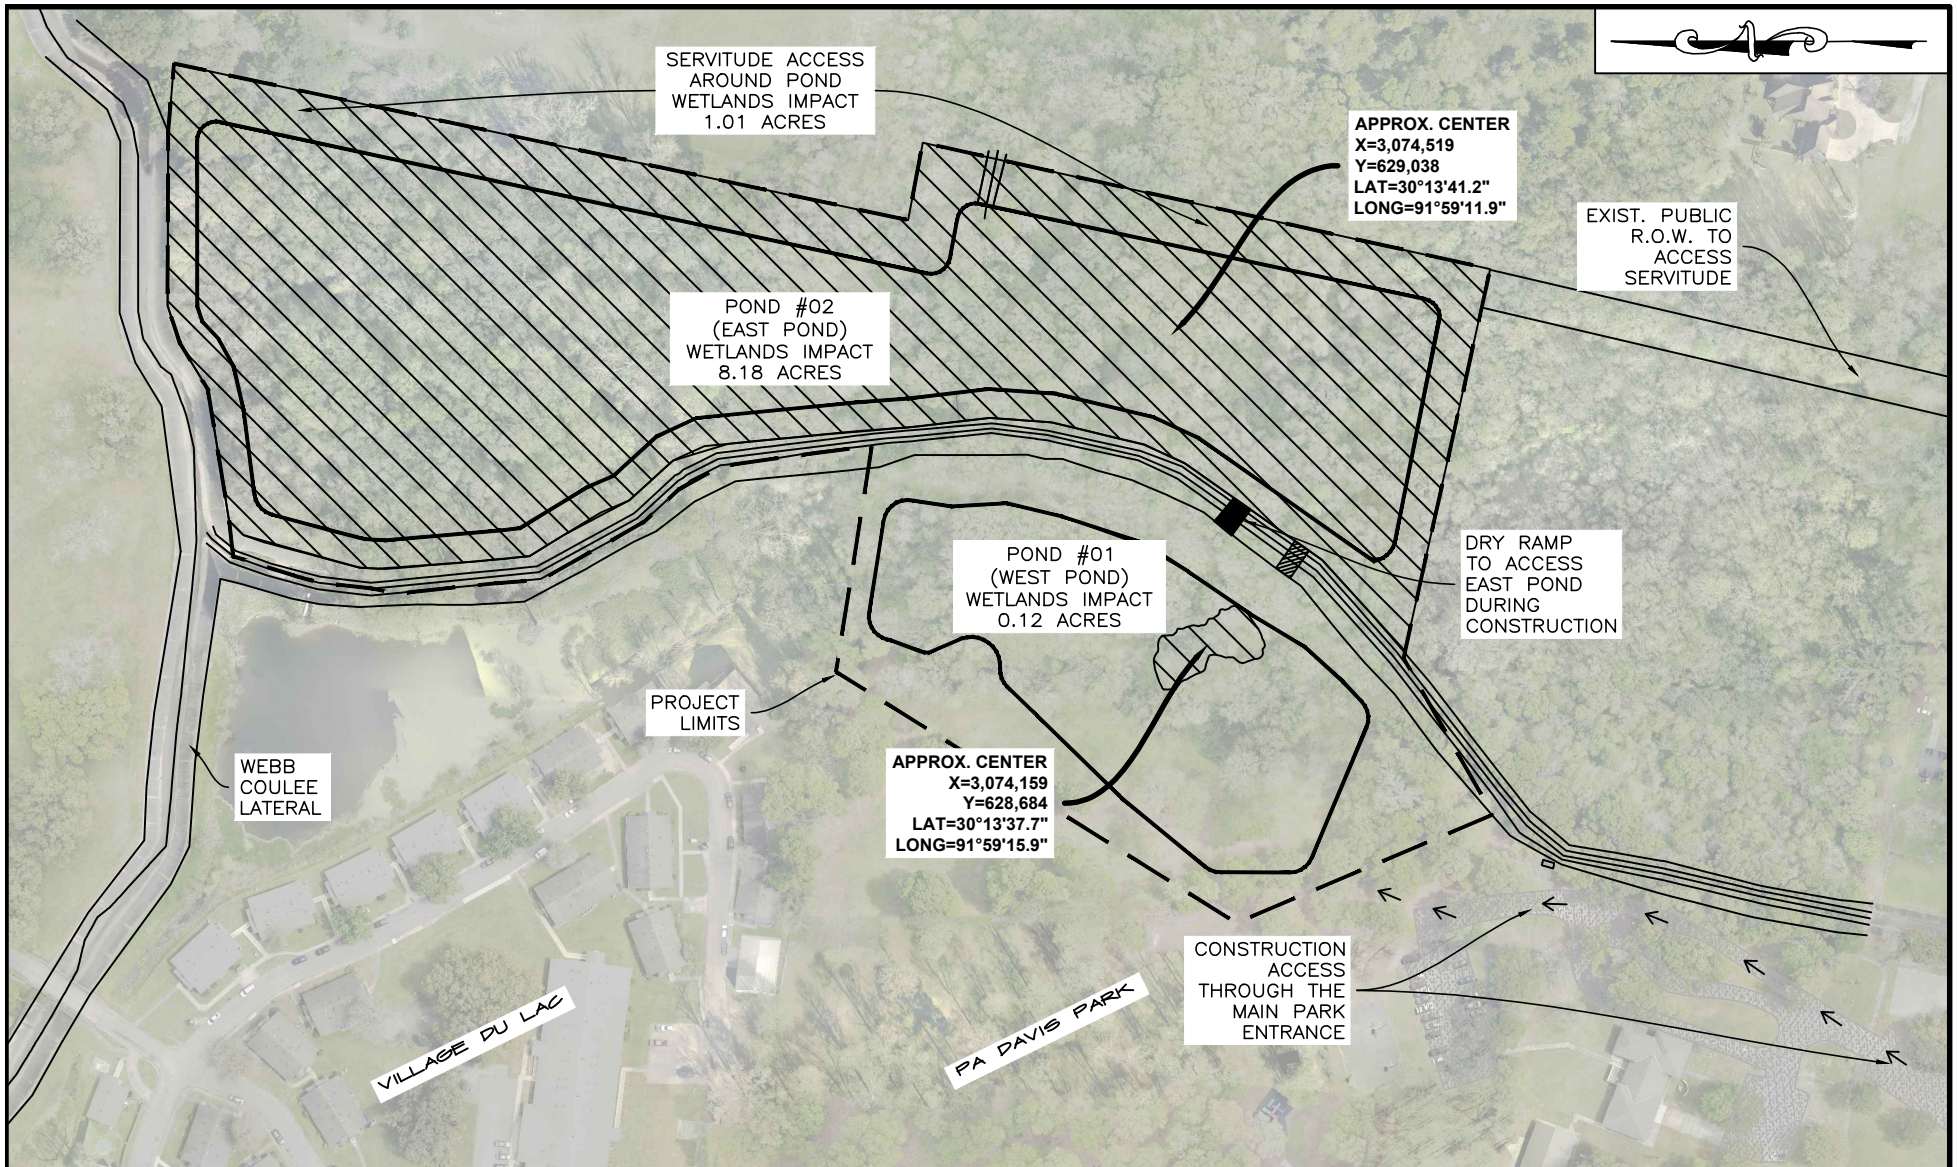 N
SERVITUDE ACCESS
AROUND POND
WETLANDS IMPACT
1.01 ACRES
APPROX. CENTER
X=3,074,519
Y=629,038
LAT=30°13'41.2"
LONG=91°59'11.9"
EXIST. PUBLIC
R.O.W. TO
ACCESS
SERVITUDE
POND #02
(EAST POND)
WETLANDS IMPACT
8.18 ACRES
POND #01
(WEST POND)
WETLANDS IMPACT
0.12 ACRES
DRY RAMP
TO ACCESS
EAST POND
DURING
CONSTRUCTION
PROJECT
LIMITS
WEBB
COULEE
LATERAL
APPROX. CENTER
X=3,074,159
Y=628,684
LAT=30°13'37.7"
LONG=91°59'15.9"
CONSTRUCTION
ACCESS
THROUGH THE
MAIN PARK
ENTRANCE
VILLAGE DU LAC
PA DAVIS PARK